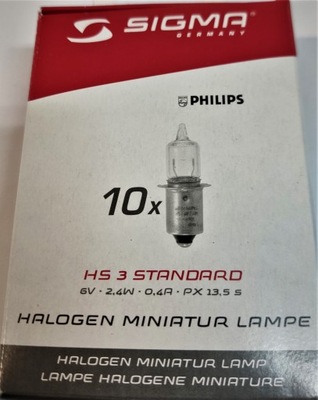 SIGMA
GERMANY
PHILIPS
10x
HS 3 STANDARD
6V · 2,4W · 0,4A · PX 13,5 s
HALOGEN MINIATUR LAMPE
HALOGEN MINIATUR LAMP
LAMPE HALOGENE MINIATURE